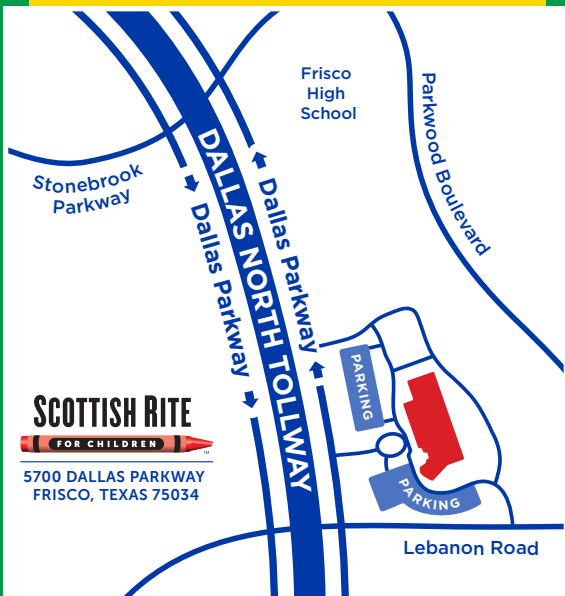 Frisco
High
School
Parkwood Boulevard
Stonebrook
Parkway
DALLAS NORTH TOLLWAY
Dallas Parkway
Dallas Parkway
PARKING
PARKING
SCOTTISH RITE
FOR CHILDREN
TM
5700 DALLAS PARKWAY
FRISCO, TEXAS 75034
Lebanon Road